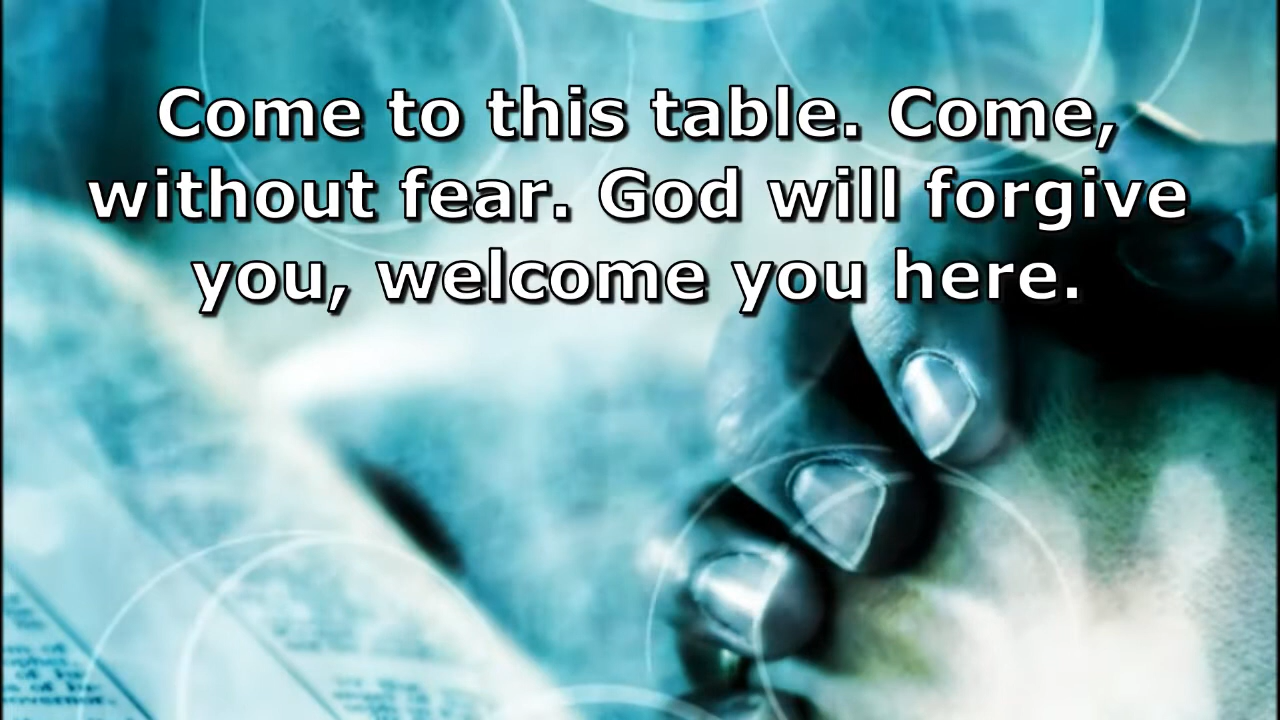 Come to this table. Come,
without fear. God will forgive
you, welcome you here.